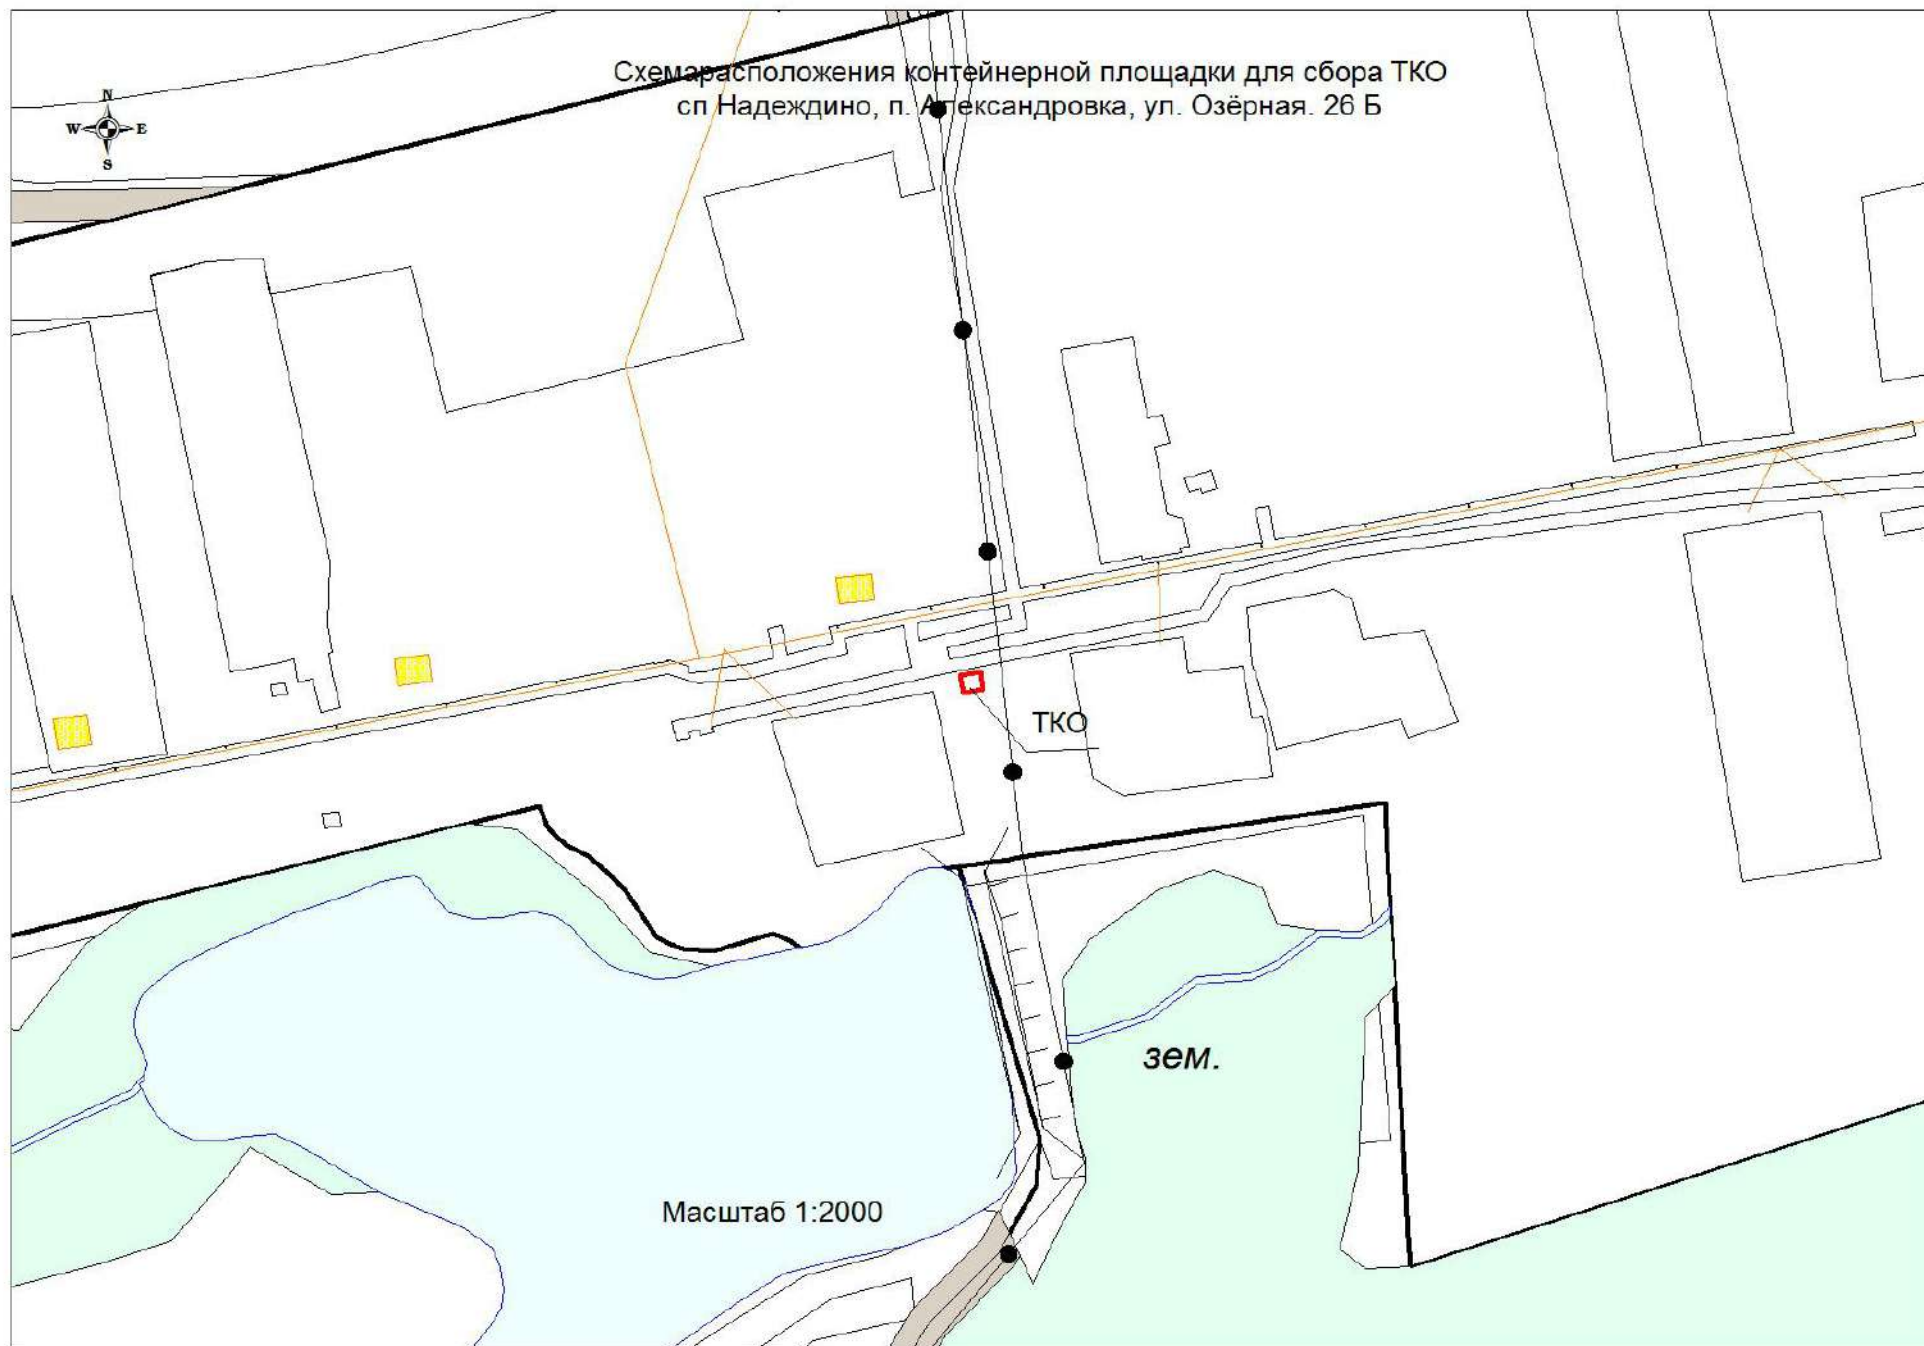 Схемарасположения контейнерной площадки для сбора ТКО
сп Надеждино, п. Александровка, ул. Озёрная. 26 Б
N
W E
S
ТКО
зем.
Масштаб 1:2000